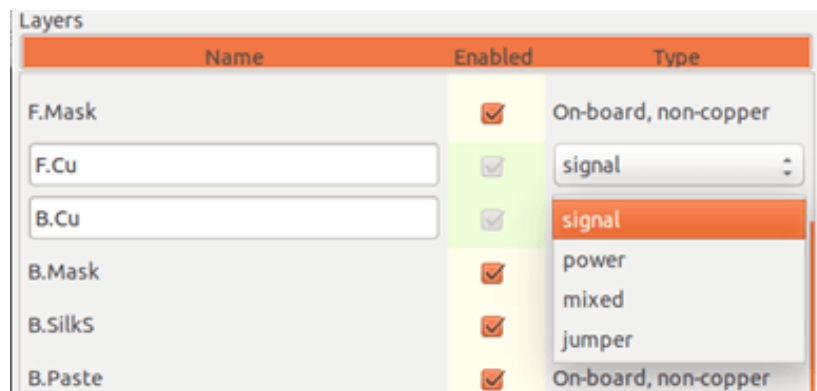 Layers
Name Enabled Type
F.Mask On-board, non-copper
F.Cu signal
B.Cu signal
power
B.Mask
mixed
B.SilkS
jumper
B.Paste On-board, non-copper